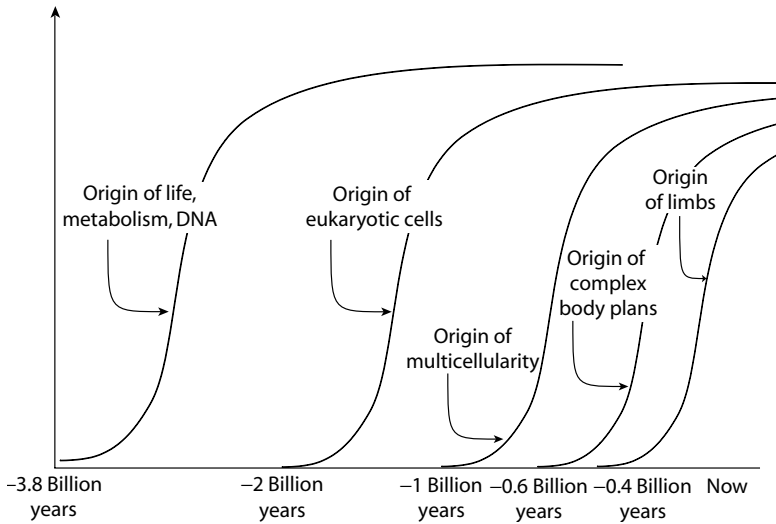 Origin of life,
metabolism, DNA
Origin of
eukaryotic cells
Origin of
multicellularity
Origin of
complex
body plans
Origin
of limbs
–3.8 Billion
years
–2 Billion
years
–1 Billion
years
–0.6 Billion
years
–0.4 Billion
years
Now